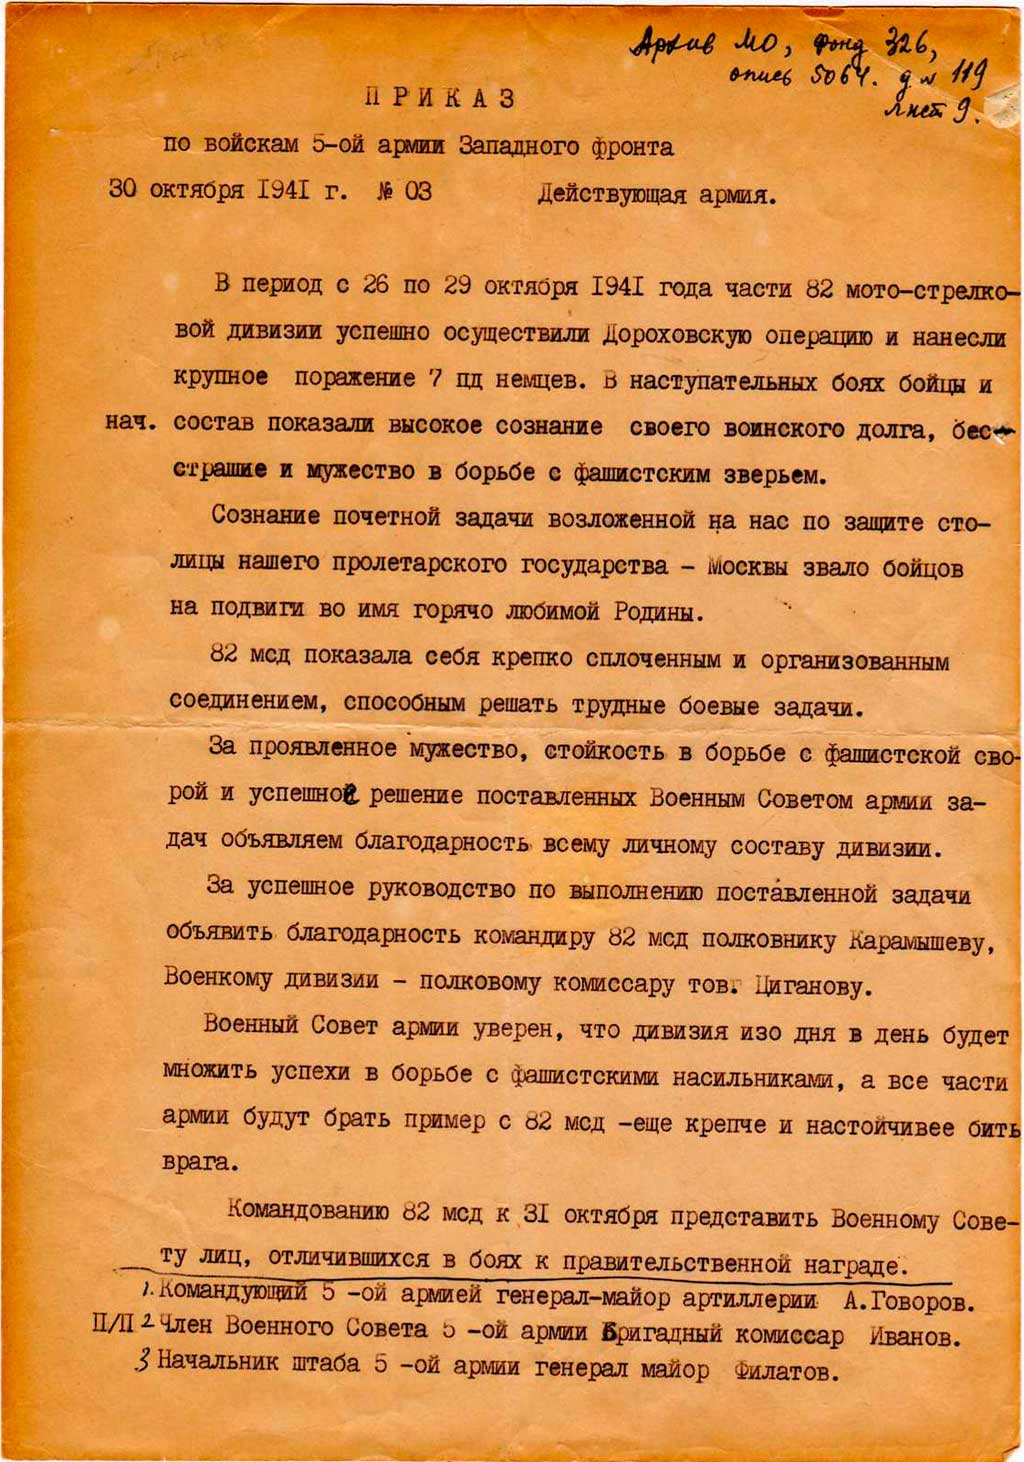 Архив МО, фонд 326,
опись 5064. д. № 119
лист 9.
ПРИКАЗ
по войскам 5-ой армии Западного фронта
30 октября 1941 г. № 03 Действующая армия.
В период с 26 по 29 октября 1941 года части 82 мото-стрелко-
вой дивизии успешно осуществили Дороховскую операцию и нанесли
крупное поражение 7 пд немцев. В наступательных боях бойцы и
нач. состав показали высокое сознание своего воинского долга, бес-
страшие и мужество в борьбе с фашистским зверьем.
Сознание почетной задачи возложенной на нас по защите сто-
лицы нашего пролетарского государства - Москвы звало бойцов
на подвиги во имя горячо любимой Родины.
82 мсд показала себя крепко сплоченным и организованным
соединением, способным решать трудные боевые задачи.
За проявленное мужество, стойкость в борьбе с фашистской сво-
рой и успешное решение поставленных Военным Советом армии за-
дач объявляем благодарность всему личному составу дивизии.
За успешное руководство по выполнению поставленной задачи
объявить благодарность командиру 82 мсд полковнику Карамышеву,
Военкому дивизии - полковому комиссару тов. Циганову.
Военный Совет армии уверен, что дивизия изо дня в день будет
множить успехи в борьбе с фашистскими насильниками, а все части
армии будут брать пример с 82 мсд -еще крепче и настойчивее бить
врага.
Командованию 82 мсд к 31 октября представить Военному Сове-
ту лиц, отличившихся в боях к правительственной награде.
1. Командующий 5 -ой армией генерал-майор артиллерии А.Говоров.
П/П 2 Член Военного Совета 5 -ой армии Бригадный комиссар Иванов.
3 Начальник штаба 5 -ой армии генерал майор Филатов.